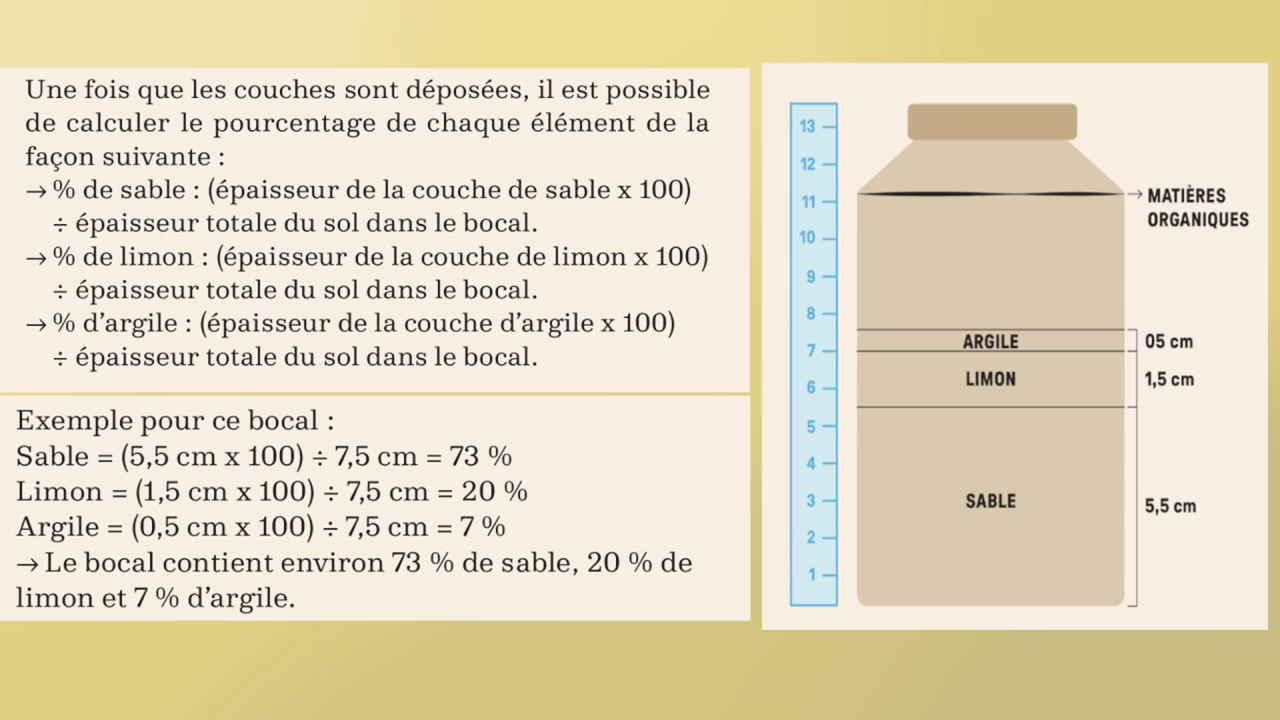 Une fois que les couches sont déposées, il est possible
de calculer le pourcentage de chaque élément de la
façon suivante :
→ % de sable : (épaisseur de la couche de sable x 100)
÷ épaisseur totale du sol dans le bocal.
→ % de limon : (épaisseur de la couche de limon x 100)
÷ épaisseur totale du sol dans le bocal.
→ % d’argile : (épaisseur de la couche d’argile x 100)
÷ épaisseur totale du sol dans le bocal.
Exemple pour ce bocal :
Sable = (5,5 cm x 100) ÷ 7,5 cm = 73 %
Limon = (1,5 cm x 100) ÷ 7,5 cm = 20 %
Argile = (0,5 cm x 100) ÷ 7,5 cm = 7 %
→ Le bocal contient environ 73 % de sable, 20 % de
limon et 7 % d’argile.
13
12
11
10
9
8
7
6
5
4
3
2
1
→ MATIÈRES
ORGANIQUES
ARGILE
05 cm
LIMON
1,5 cm
SABLE
5,5 cm